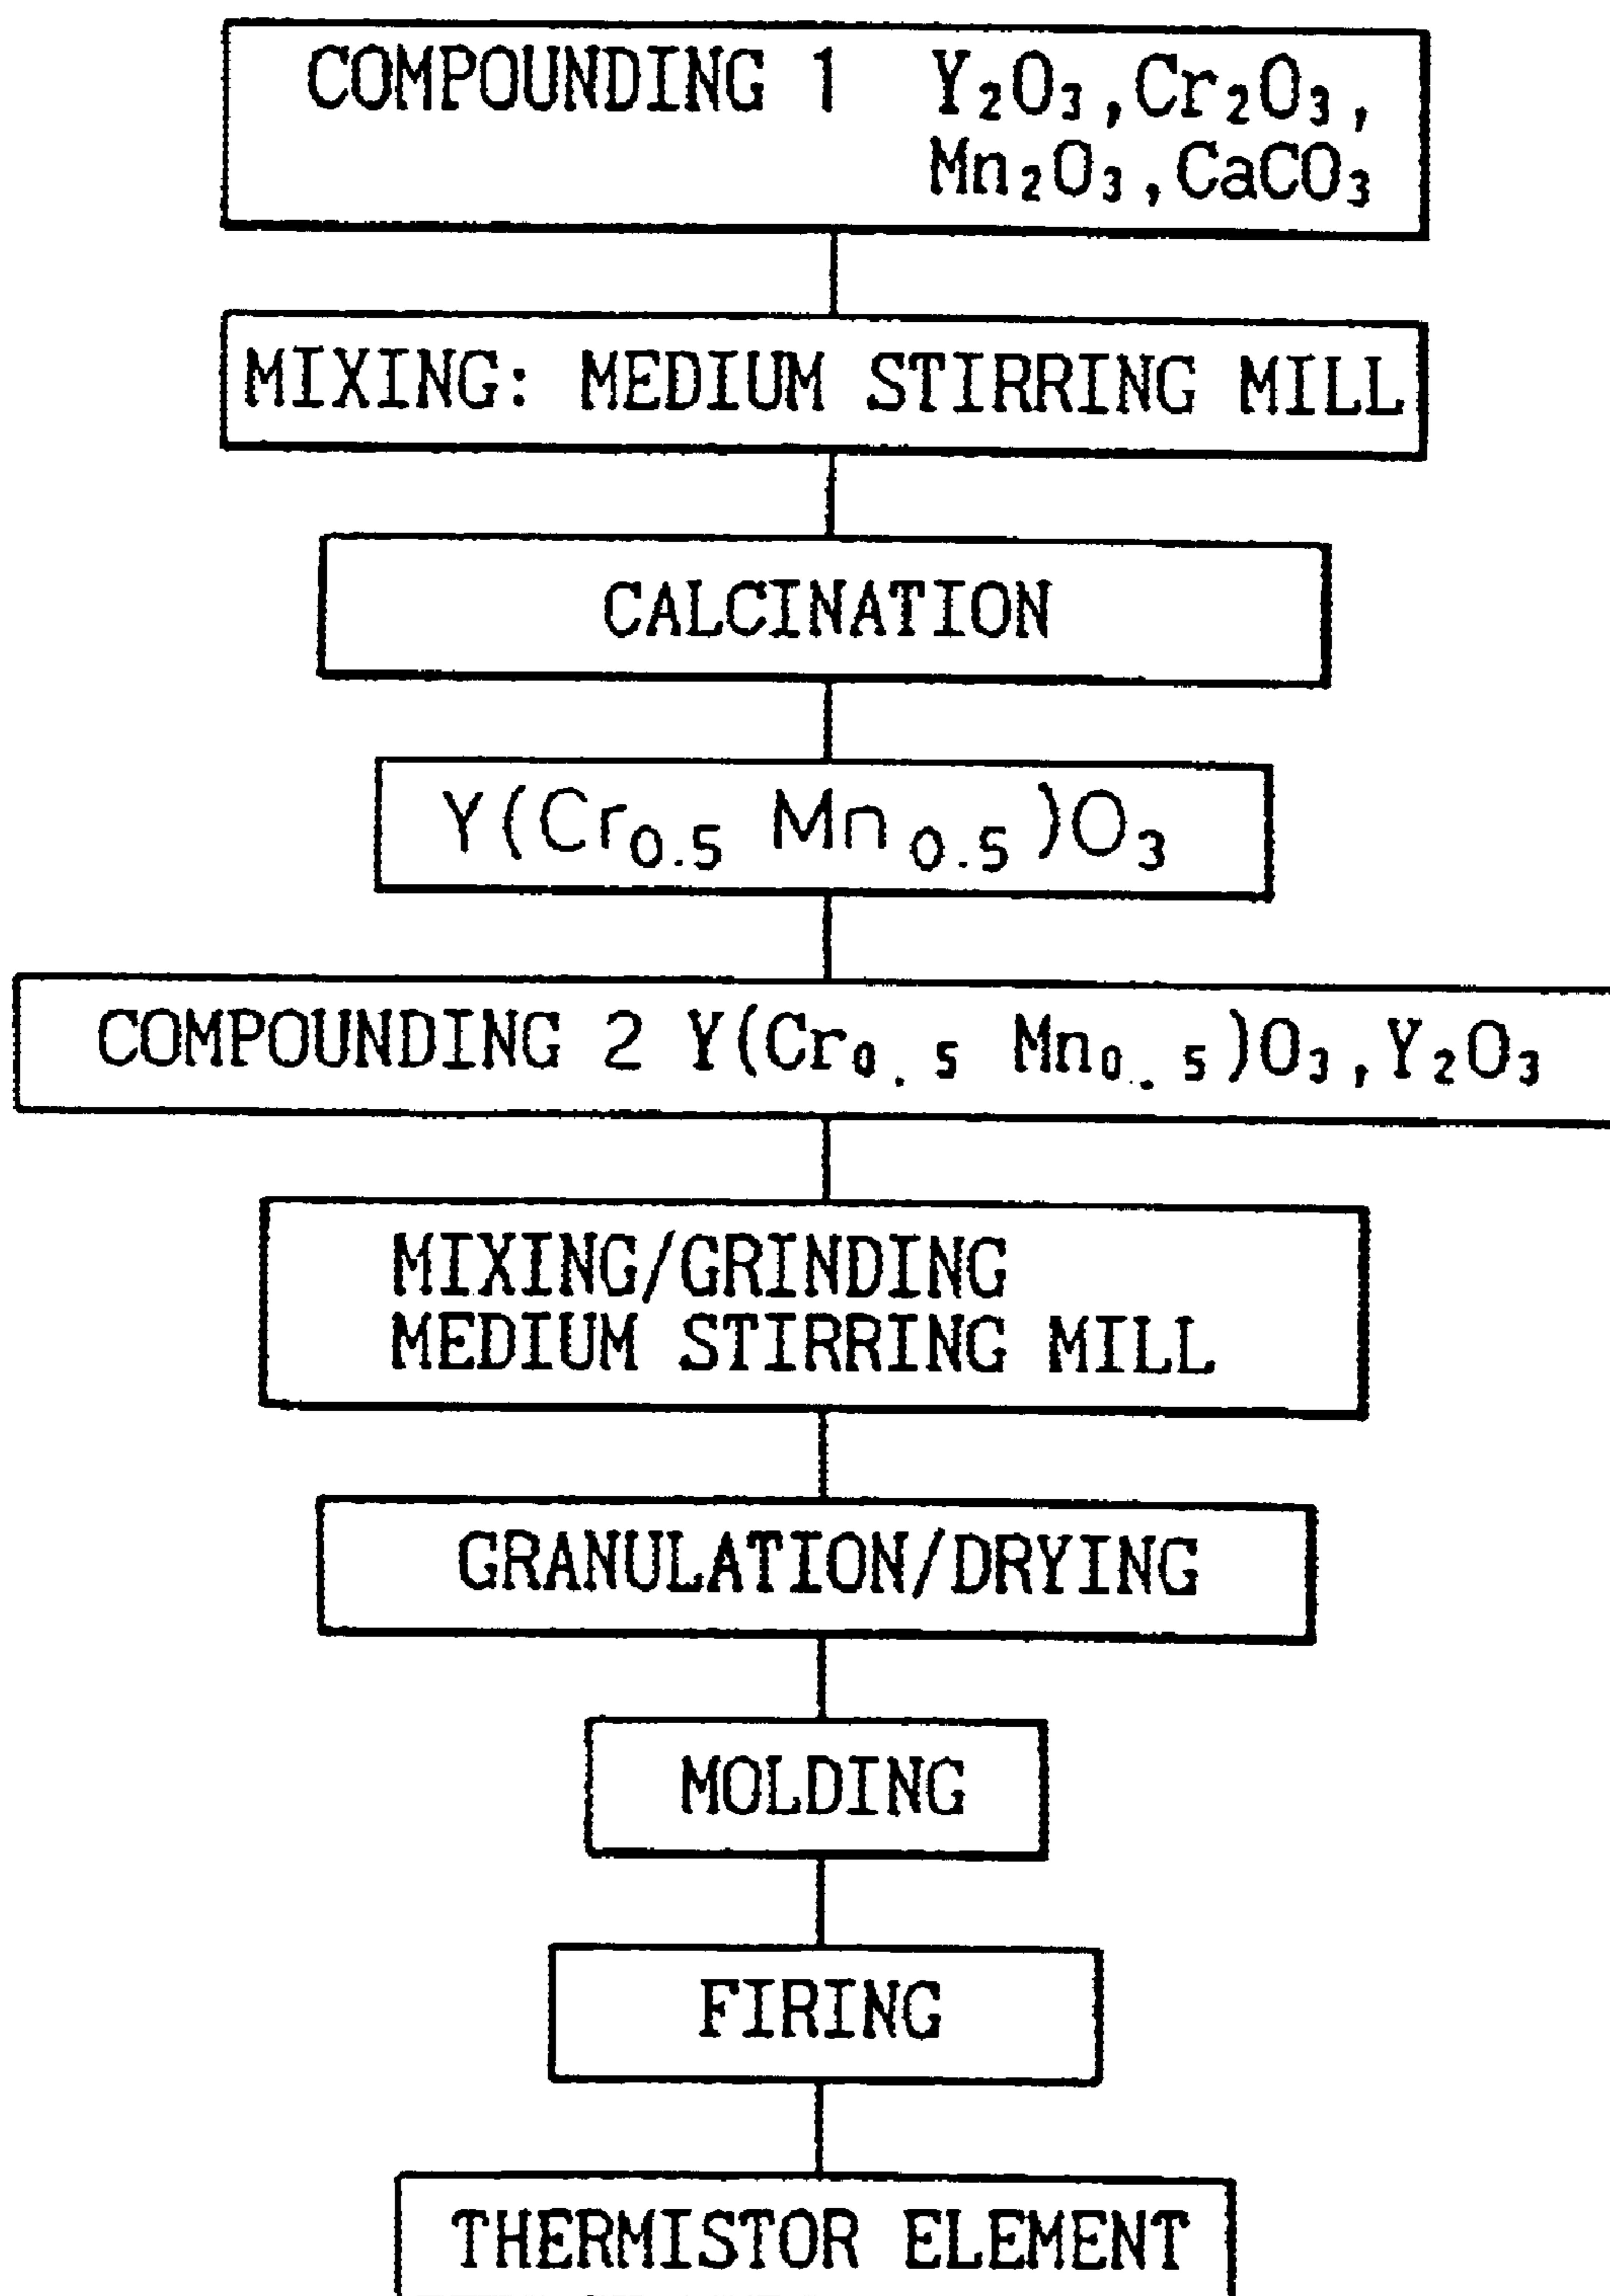 COMPOUNDING 1 Y₂O₃,Cr₂O₃,
Mn₂O₃,CaCO₃
MIXING: MEDIUM STIRRING MILL
CALCINATION
Y(Cr₀.₅ Mn₀.₅)O₃
COMPOUNDING 2 Y(Cr₀.₅ Mn₀.₅)O₃,Y₂O₃
MIXING/GRINDING
MEDIUM STIRRING MILL
GRANULATION/DRYING
MOLDING
FIRING
THERMISTOR ELEMENT